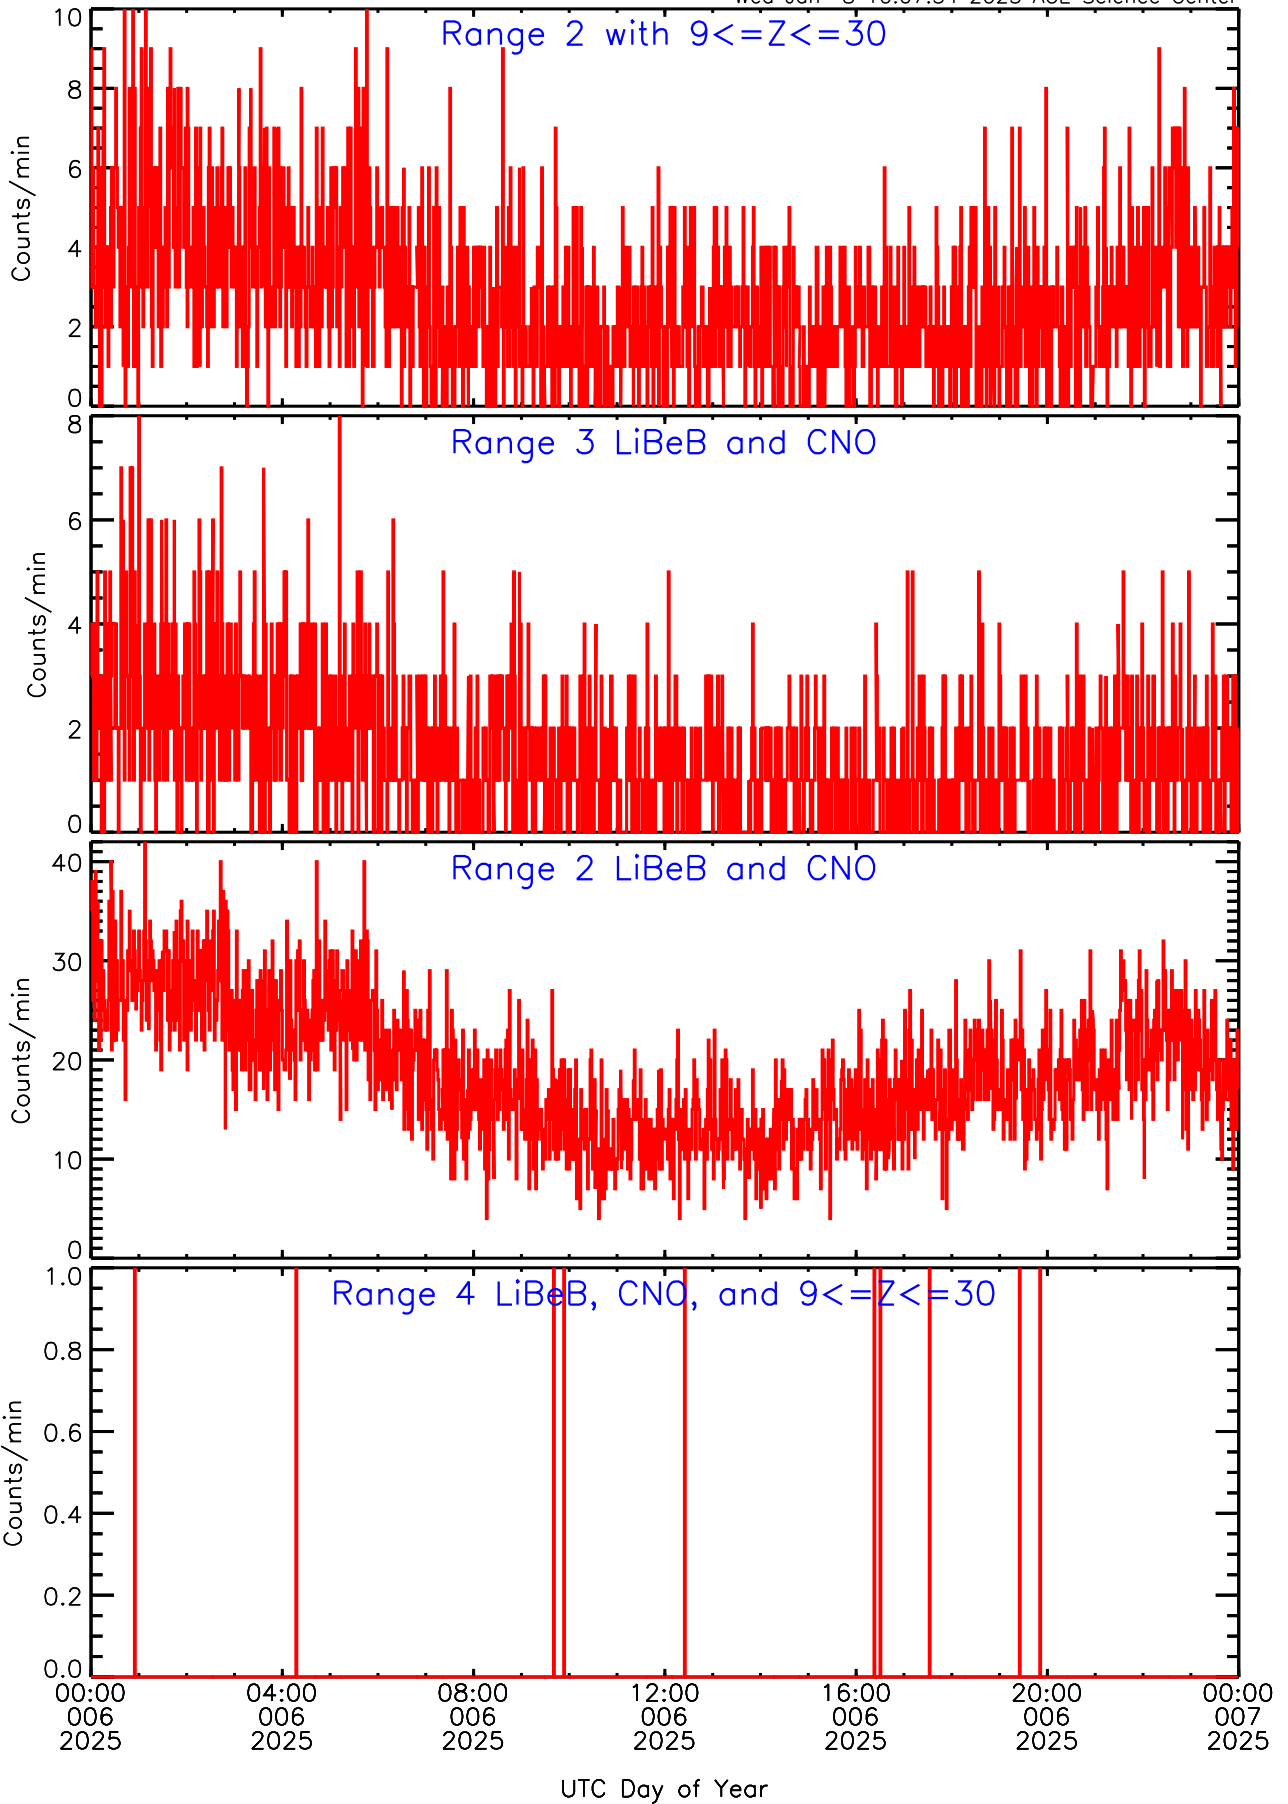 Range 2 with 9<=Z<=30
10
8
6
4
2
0
Counts/min
Range 3 LiBeB and CNO
8
6
4
2
0
Counts/min
Range 2 LiBeB and CNO
40
30
20
10
0
Counts/min
Range 4 LiBeB, CNO, and 9<=Z<=30
1.0
0.8
0.6
0.4
0.2
0.0
Counts/min
00:00 04:00 08:00 12:00 16:00 20:00 00:00
006 006 006 006 006 006 007
2025 2025 2025 2025 2025 2025 2025
UTC Day of Year